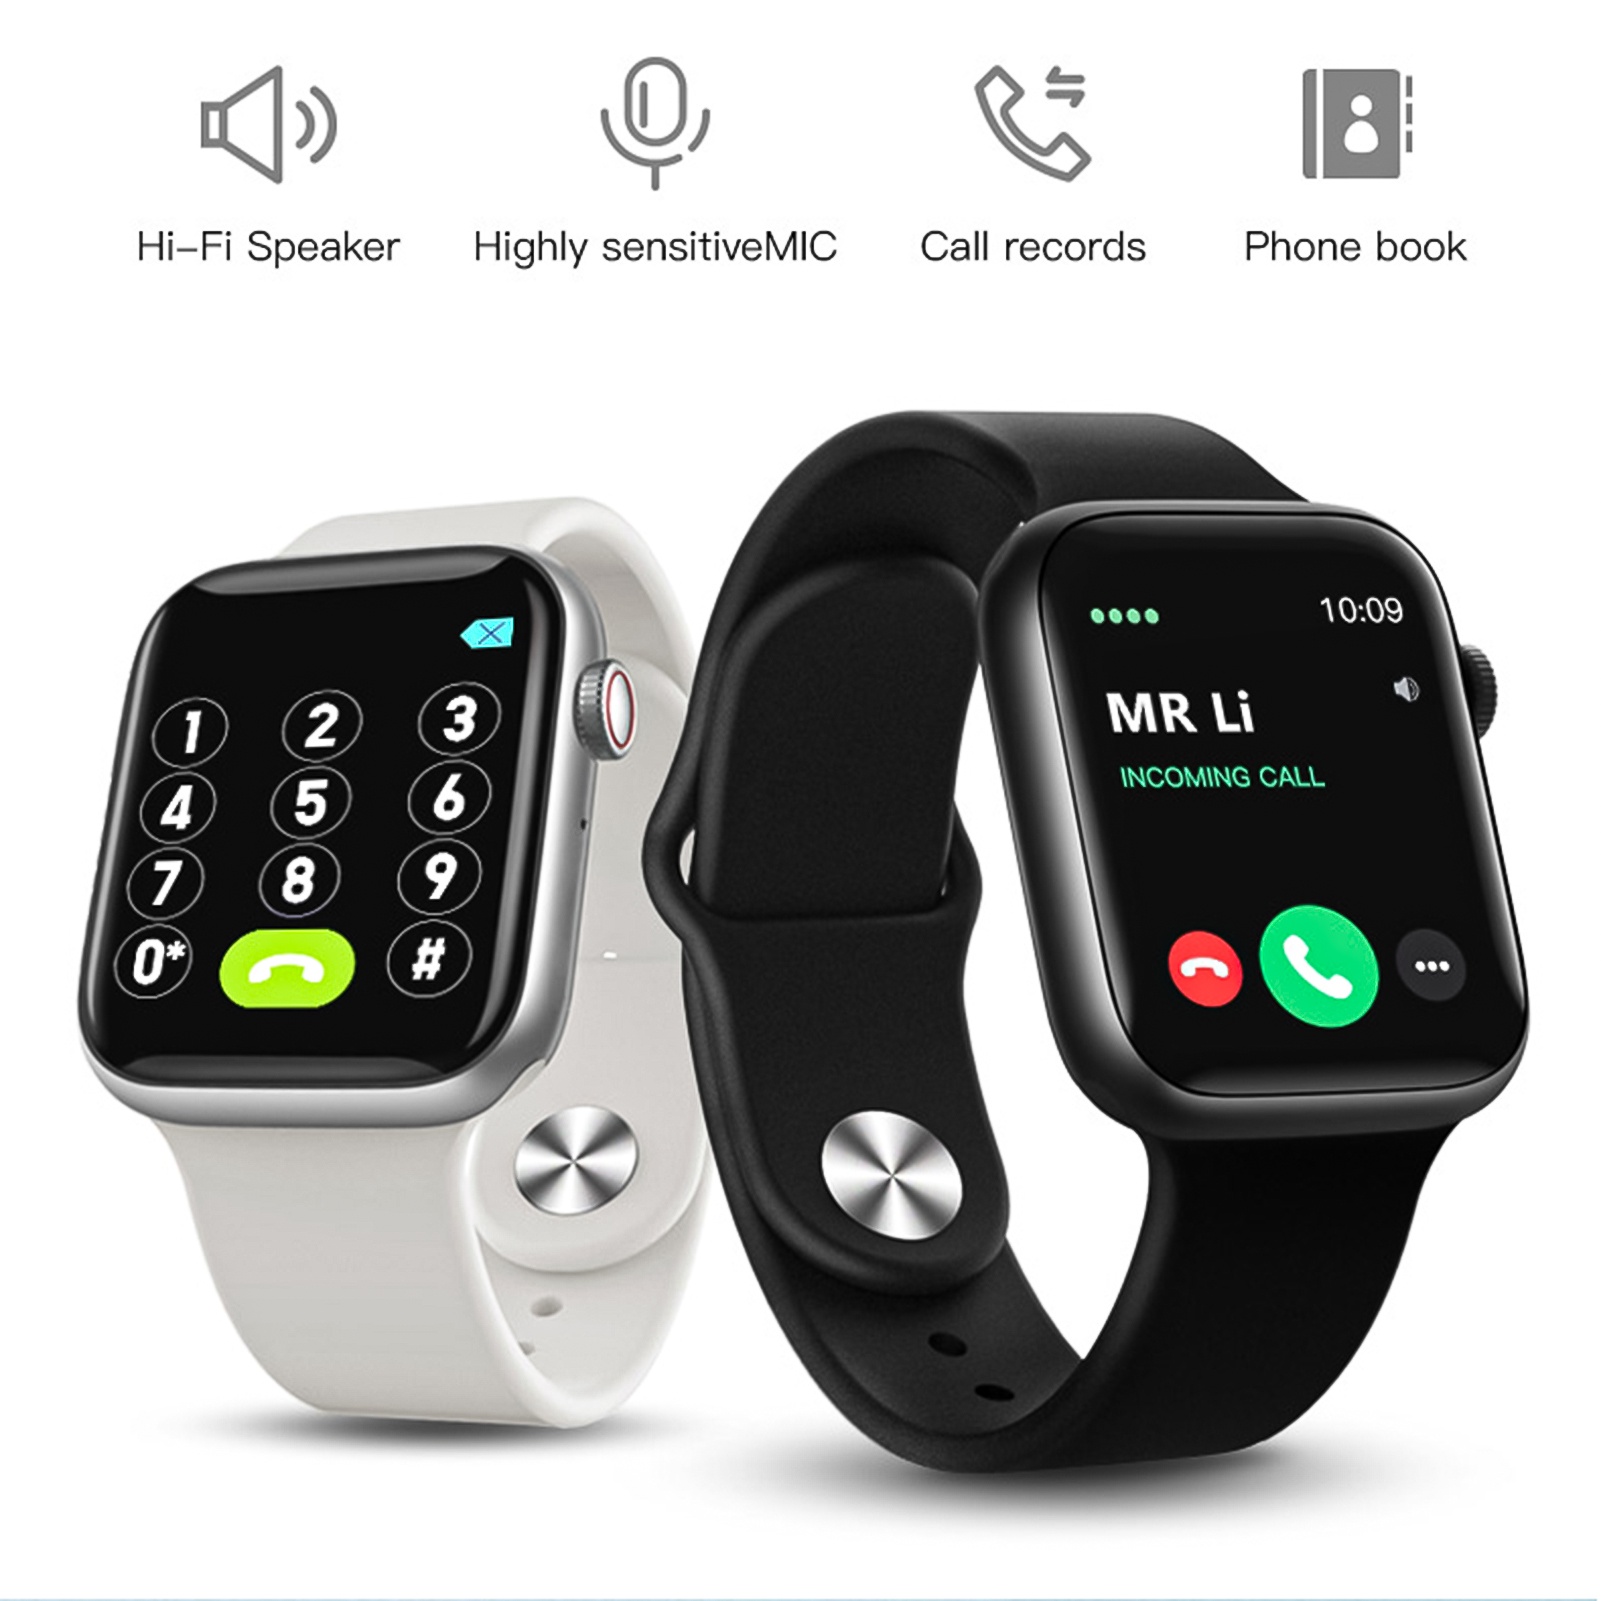 Hi-Fi Speaker
Highly sensitiveMIC
Call records
Phone book
1 2 3
4 5 6
7 8 9
0* #
10:09
MR Li
INCOMING CALL